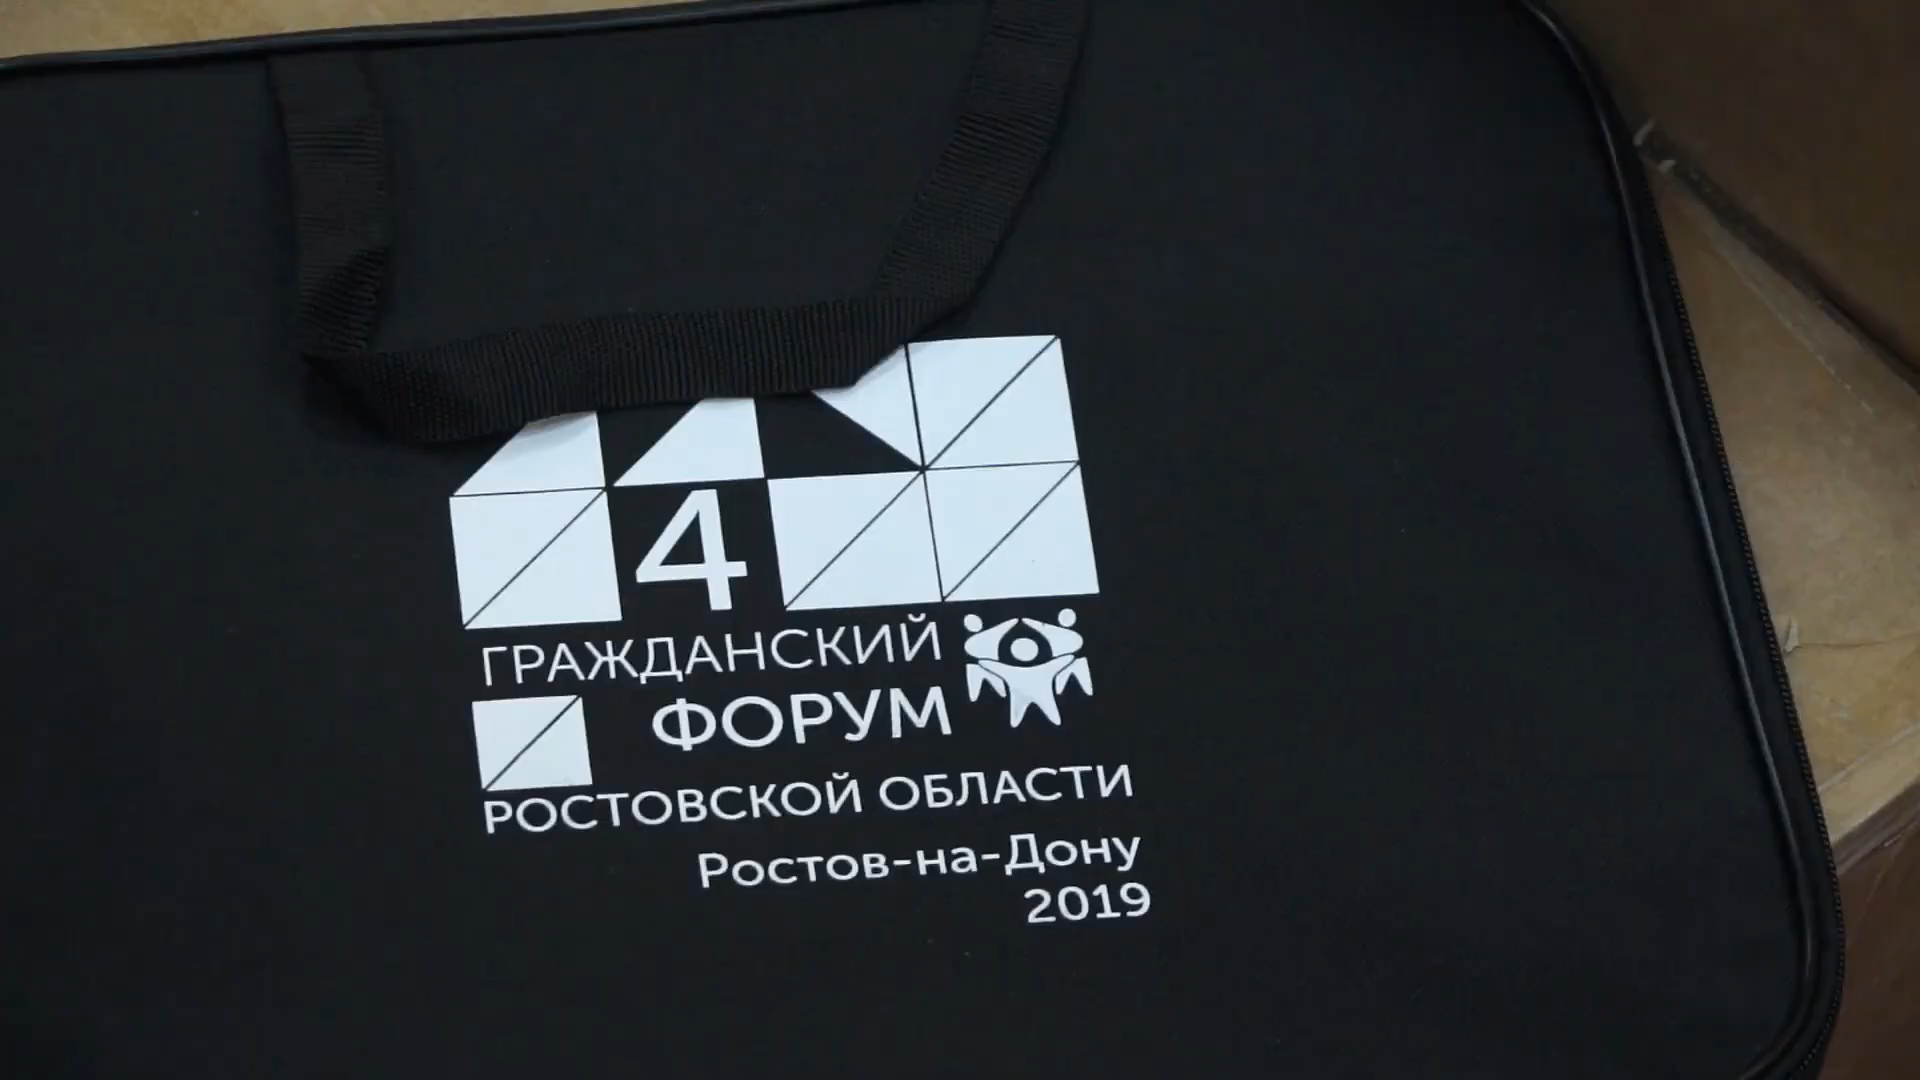 4
ГРАЖДАНСКИЙ
ФОРУМ
РОСТОВСКОЙ ОБЛАСТИ
Ростов-на-Дону
2019